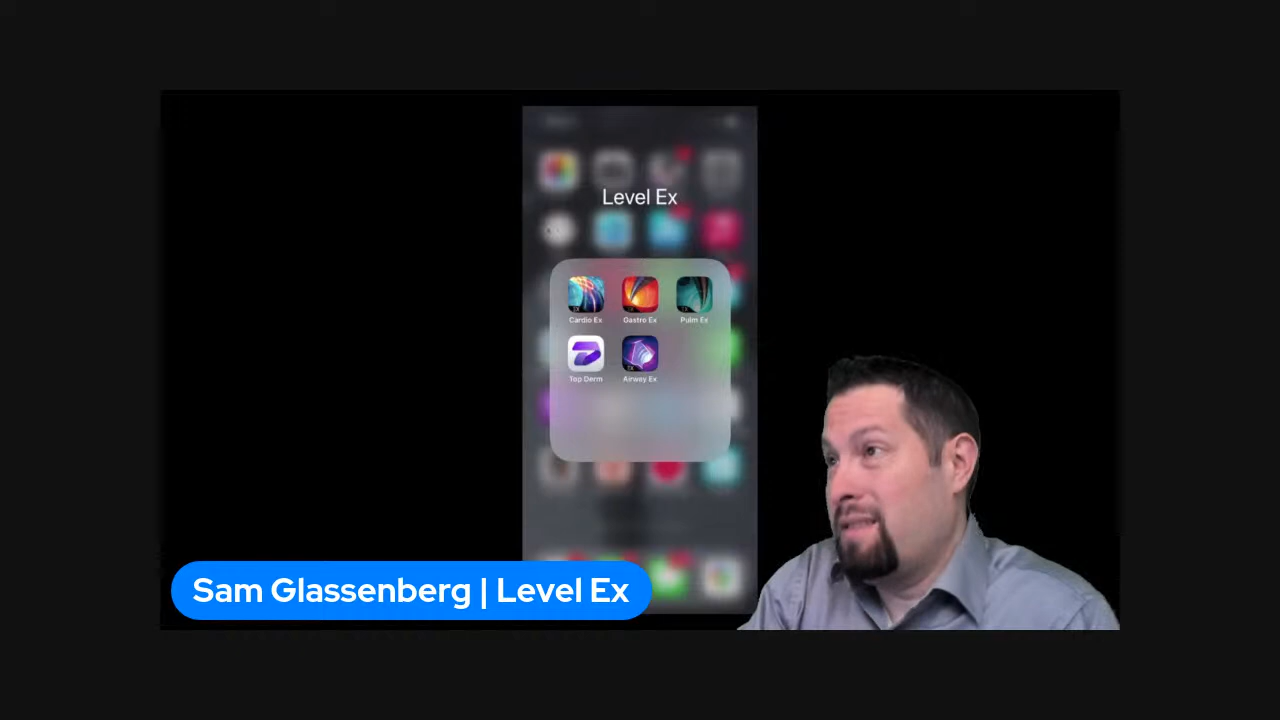 Level Ex
Cardio Ex
Gastro Ex
Pulm Ex
Top Derm
Airway Ex
Sam Glassenberg | Level Ex